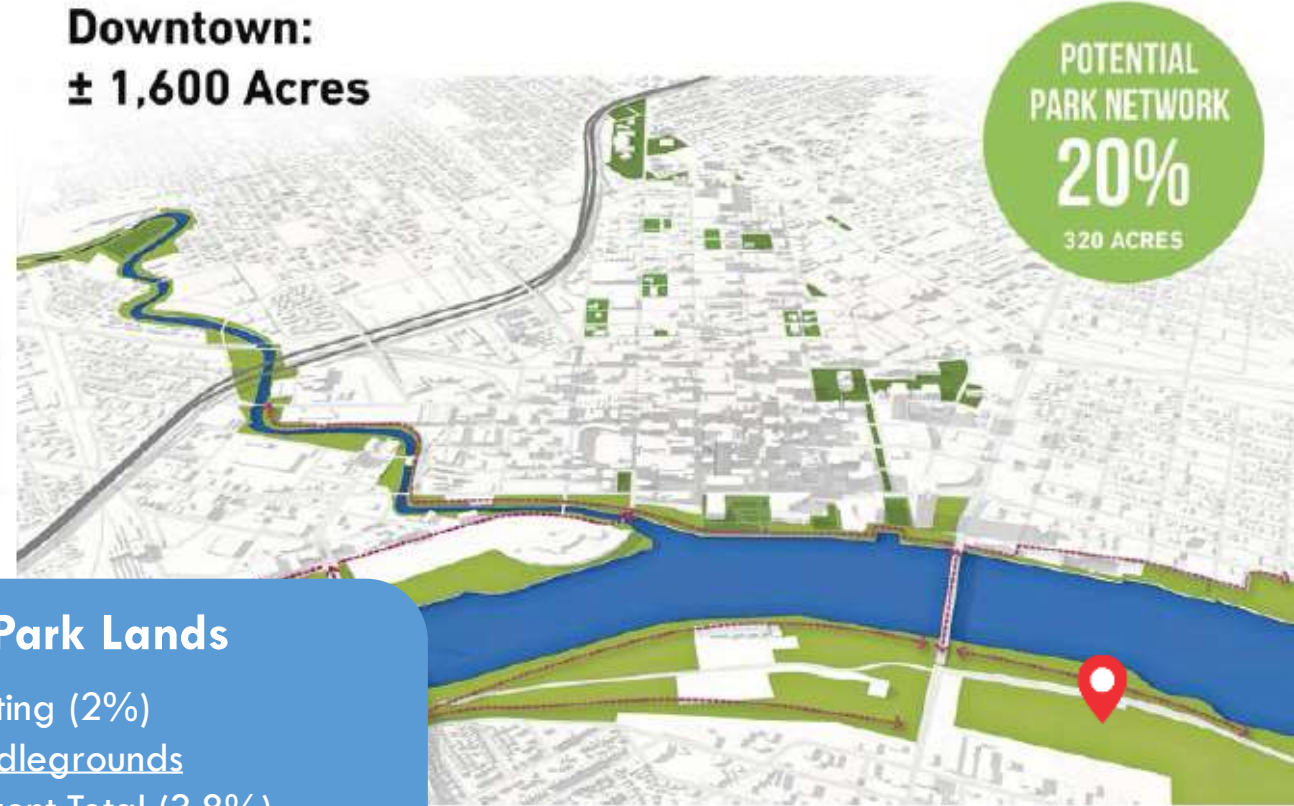 Downtown:
± 1,600 Acres
POTENTIAL
PARK NETWORK
20%
320 ACRES
Park Lands
ting (2%)
dlegrounds